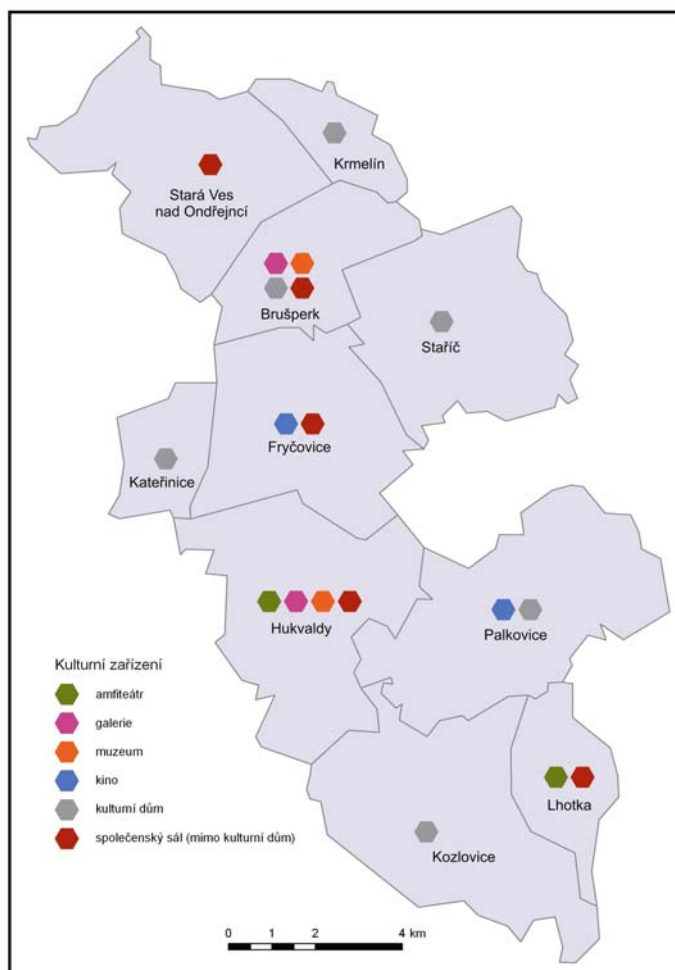 Krmelín
Stará Ves
nad Ondřejncí
Brušperk
Staříč
Fryčovice
Kateřinice
Hukvaldy
Palkovice
Kulturní zařízení
amfiteátr
galerie
muzeum
kino
kulturní dům
společenský sál (mimo kulturní dům)
Lhotka
Kozlovice
0 1 2 4 km